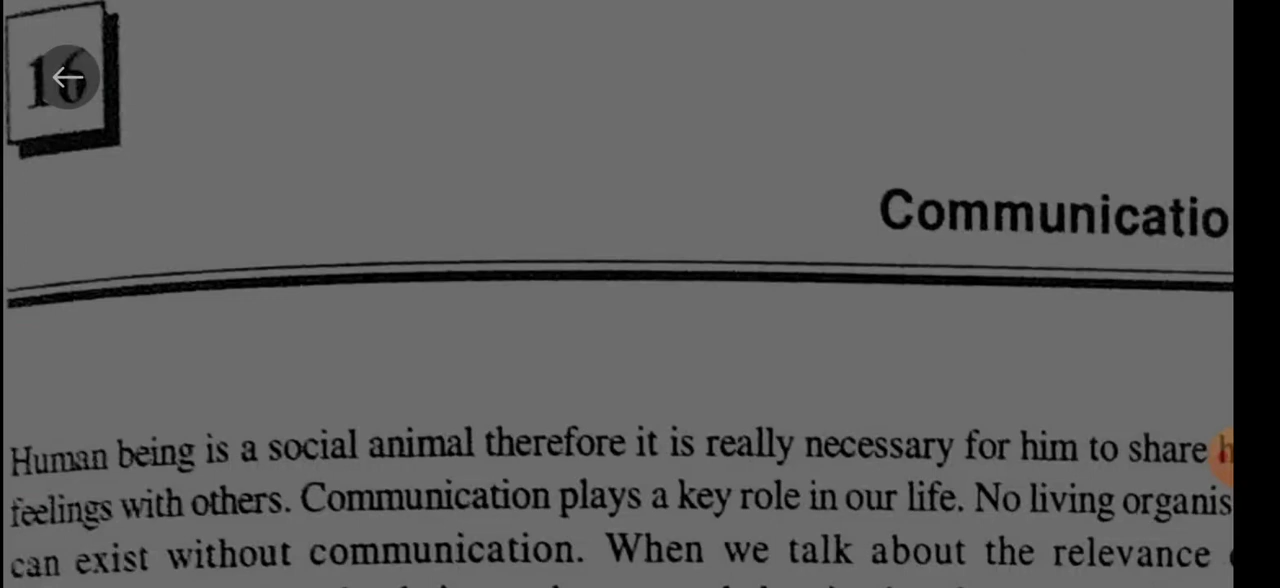 16
Communicatio
Human being is a social animal therefore it is really necessary for him to share h
feelings with others. Communication plays a key role in our life. No living organis
can exist without communication. When we talk about the relevance